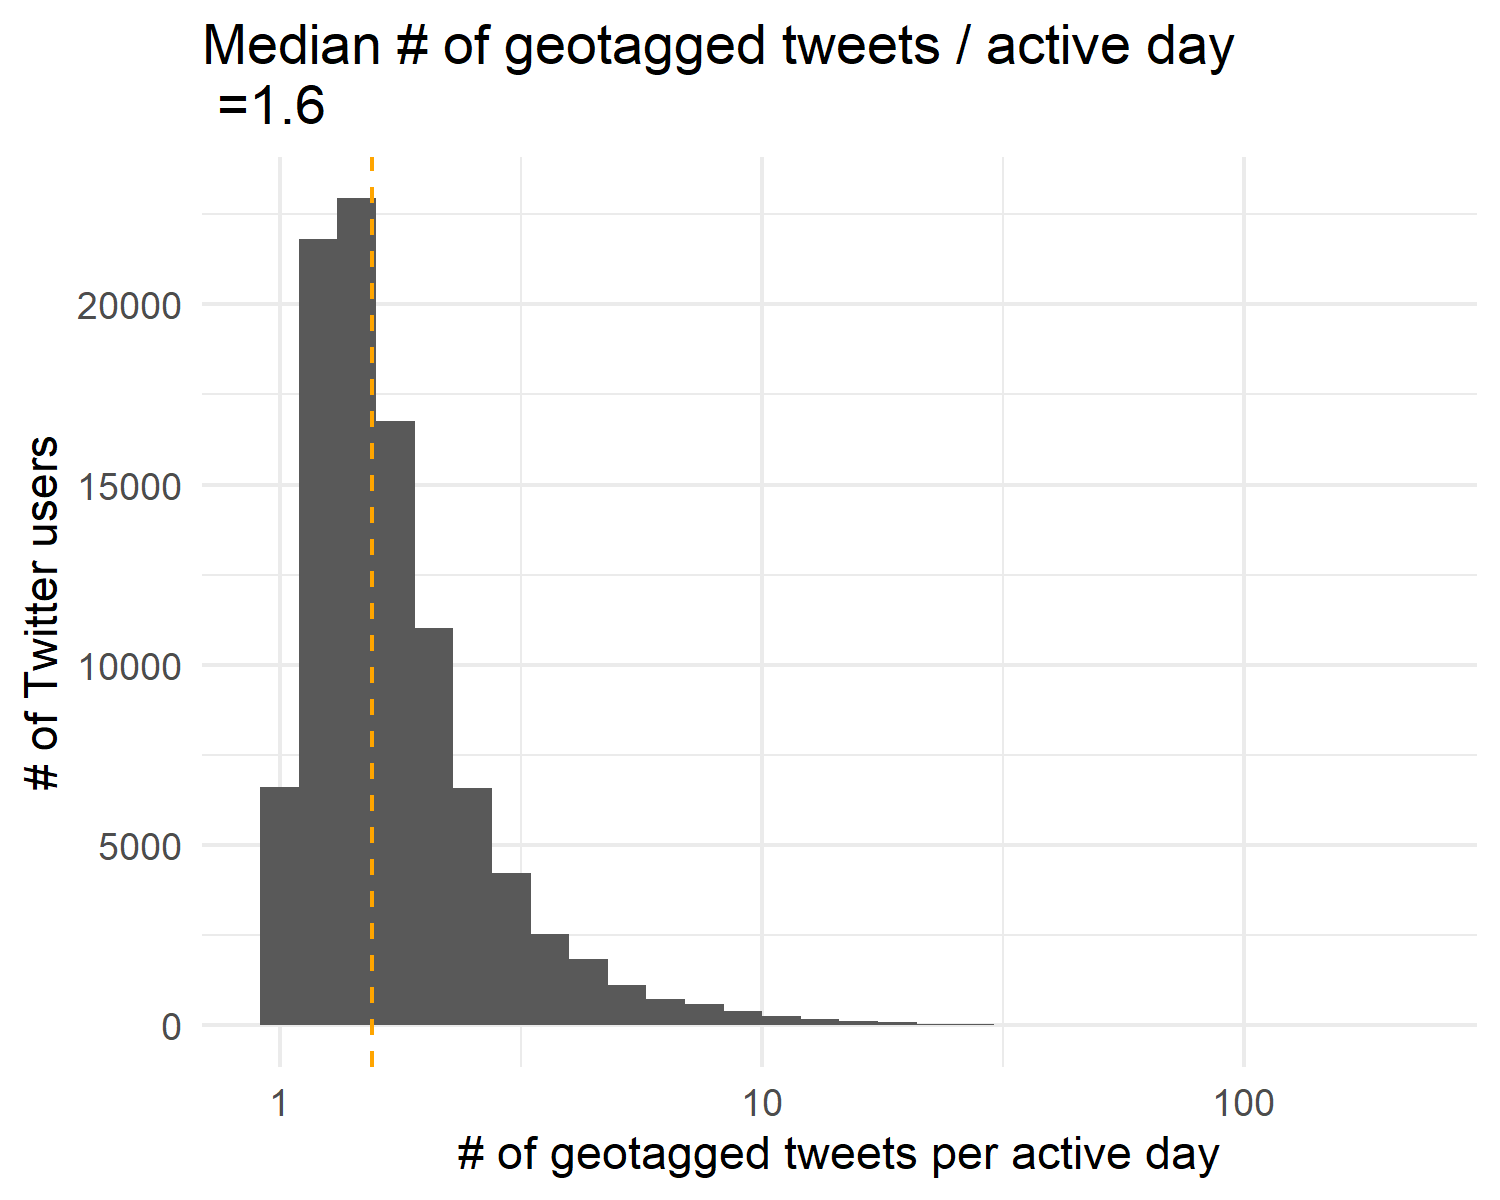 Median # of geotagged tweets / active day
=1.6
# of Twitter users
20000
15000
10000
5000
0
1 10 100
# of geotagged tweets per active day